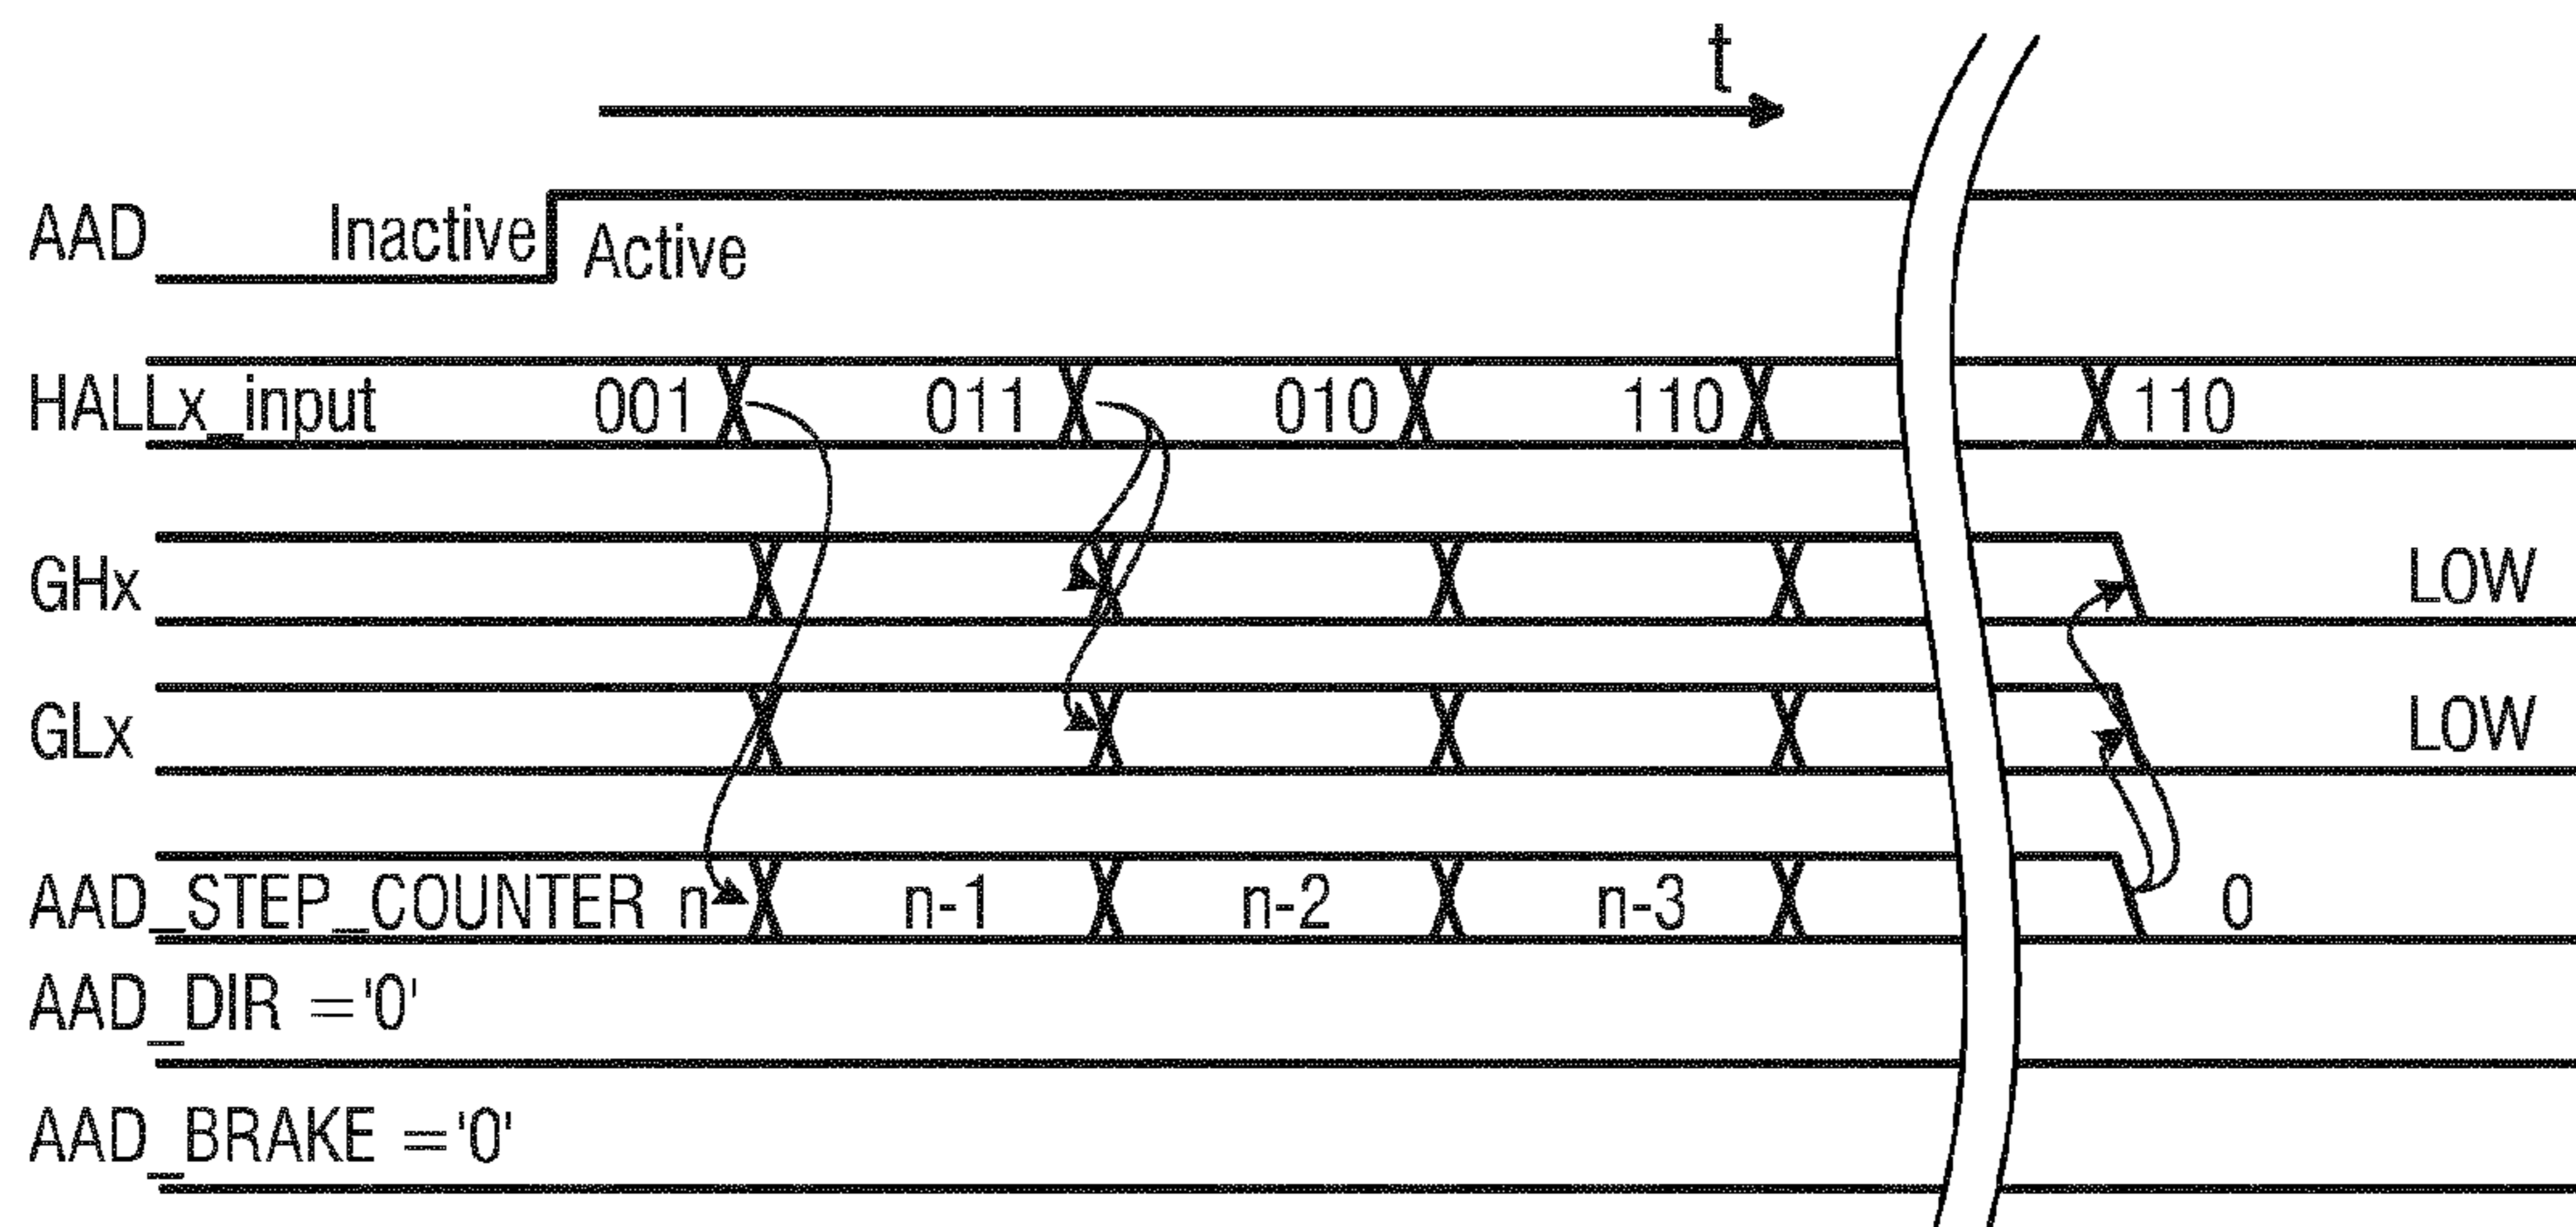 t
AAD Inactive Active
HALLx_input 001 011 010 110 110
GHx LOW
GLx LOW
AAD_STEP_COUNTER n n-1 n-2 n-3 0
AAD_DIR ='0'
AAD_BRAKE ='0'